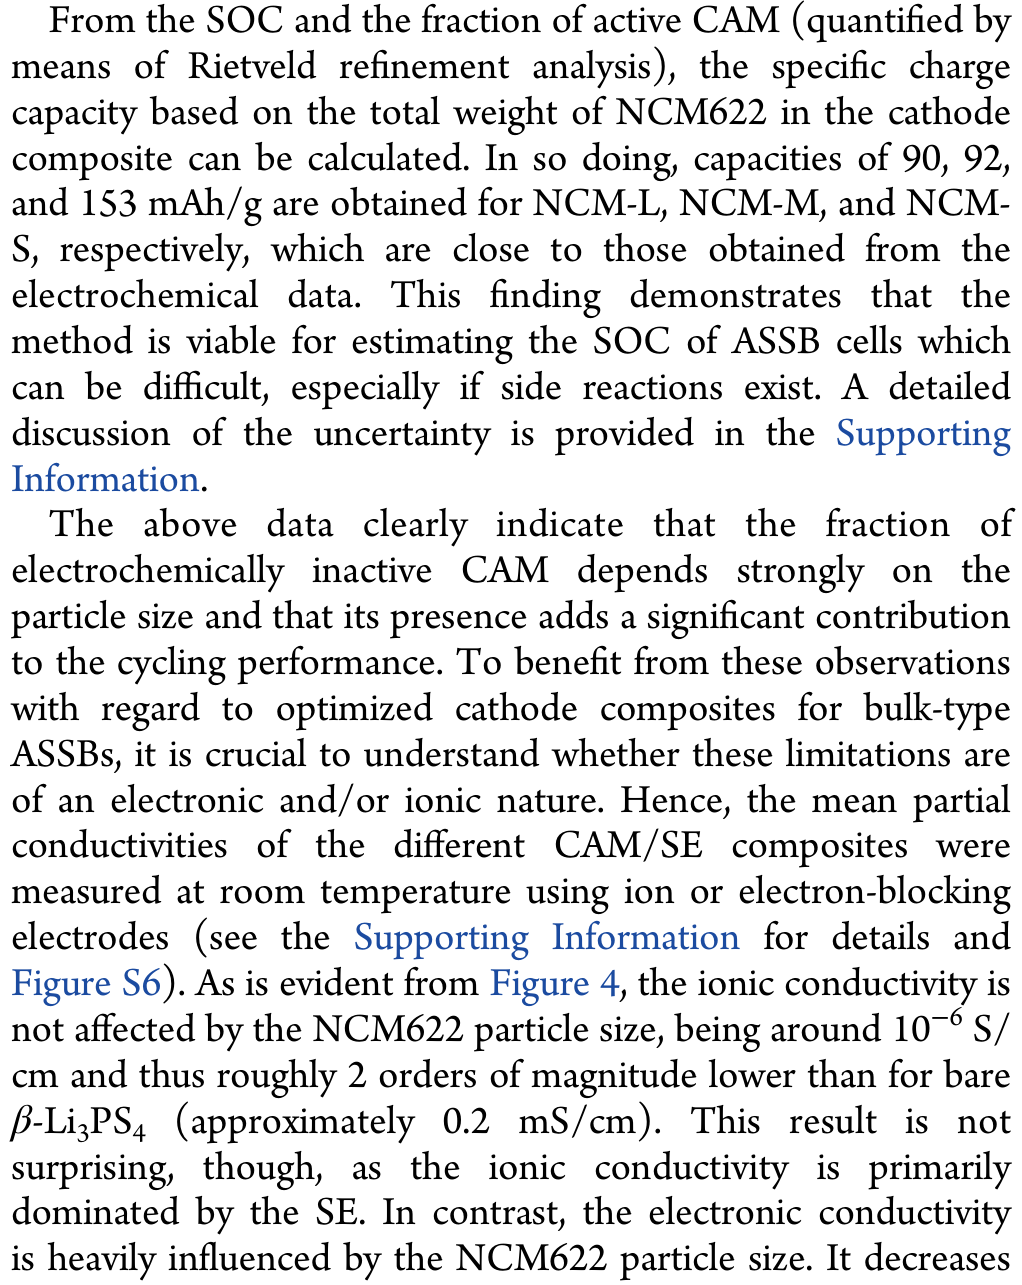 From the SOC and the fraction of active CAM (quantified by
means of Rietveld refinement analysis), the specific charge
capacity based on the total weight of NCM622 in the cathode
composite can be calculated. In so doing, capacities of 90, 92,
and 153 mAh/g are obtained for NCM-L, NCM-M, and NCM-
S, respectively, which are close to those obtained from the
electrochemical data. This finding demonstrates that the
method is viable for estimating the SOC of ASSB cells which
can be difficult, especially if side reactions exist. A detailed
discussion of the uncertainty is provided in the Supporting
Information.
The above data clearly indicate that the fraction of
electrochemically inactive CAM depends strongly on the
particle size and that its presence adds a significant contribution
to the cycling performance. To benefit from these observations
with regard to optimized cathode composites for bulk-type
ASSBs, it is crucial to understand whether these limitations are
of an electronic and/or ionic nature. Hence, the mean partial
conductivities of the different CAM/SE composites were
measured at room temperature using ion or electron-blocking
electrodes (see the Supporting Information for details and
Figure S6). As is evident from Figure 4, the ionic conductivity is
not affected by the NCM622 particle size, being around 10⁻⁶ S/
cm and thus roughly 2 orders of magnitude lower than for bare
β-Li₃PS₄ (approximately 0.2 mS/cm). This result is not
surprising, though, as the ionic conductivity is primarily
dominated by the SE. In contrast, the electronic conductivity
is heavily influenced by the NCM622 particle size. It decreases